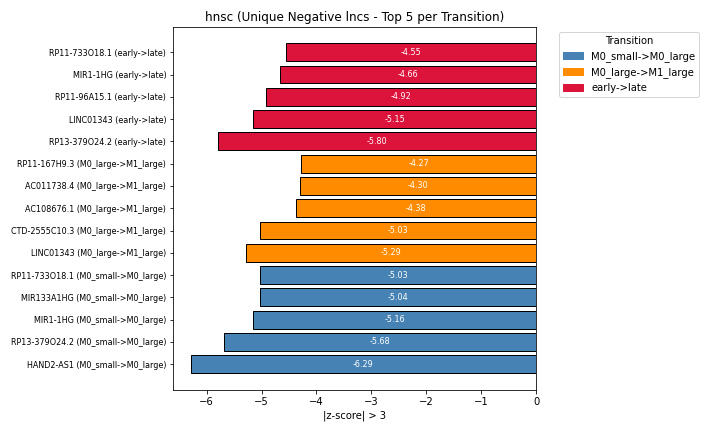 hnsc (Unique Negative lncs - Top 5 per Transition)
RP11-733O18.1 (early->late)
-4.55
MIR1-1HG (early->late)
-4.66
RP11-96A15.1 (early->late)
-4.92
LINC01343 (early->late)
-5.15
RP13-379O24.2 (early->late)
-5.80
RP11-167H9.3 (M0_large->M1_large)
-4.27
AC011738.4 (M0_large->M1_large)
-4.30
AC108676.1 (M0_large->M1_large)
-4.38
CTD-2555C10.3 (M0_large->M1_large)
-5.03
LINC01343 (M0_large->M1_large)
-5.29
RP11-733O18.1 (M0_small->M0_large)
-5.03
MIR133A1HG (M0_small->M0_large)
-5.04
MIR1-1HG (M0_small->M0_large)
-5.16
RP13-379O24.2 (M0_small->M0_large)
-5.68
HAND2-AS1 (M0_small->M0_large)
-6.29
−6 −5 −4 −3 −2 −1 0
|z-score| > 3
Transition
M0_small->M0_large
M0_large->M1_large
early->late